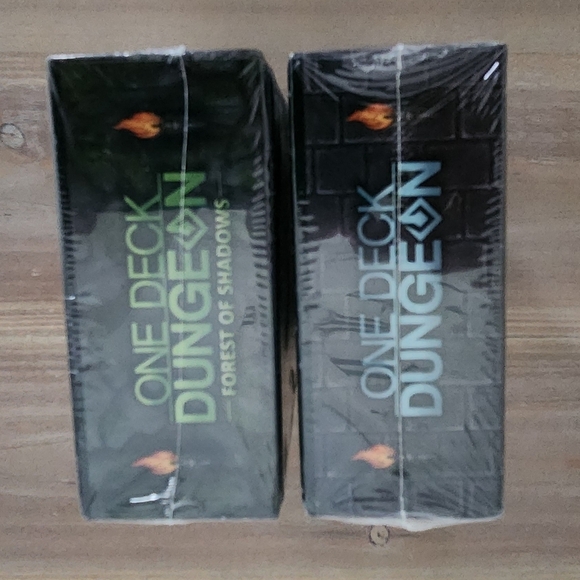 ONE DECK
DUNGEON
FOREST OF SHADOWS
ONE DECK
DUNGEON